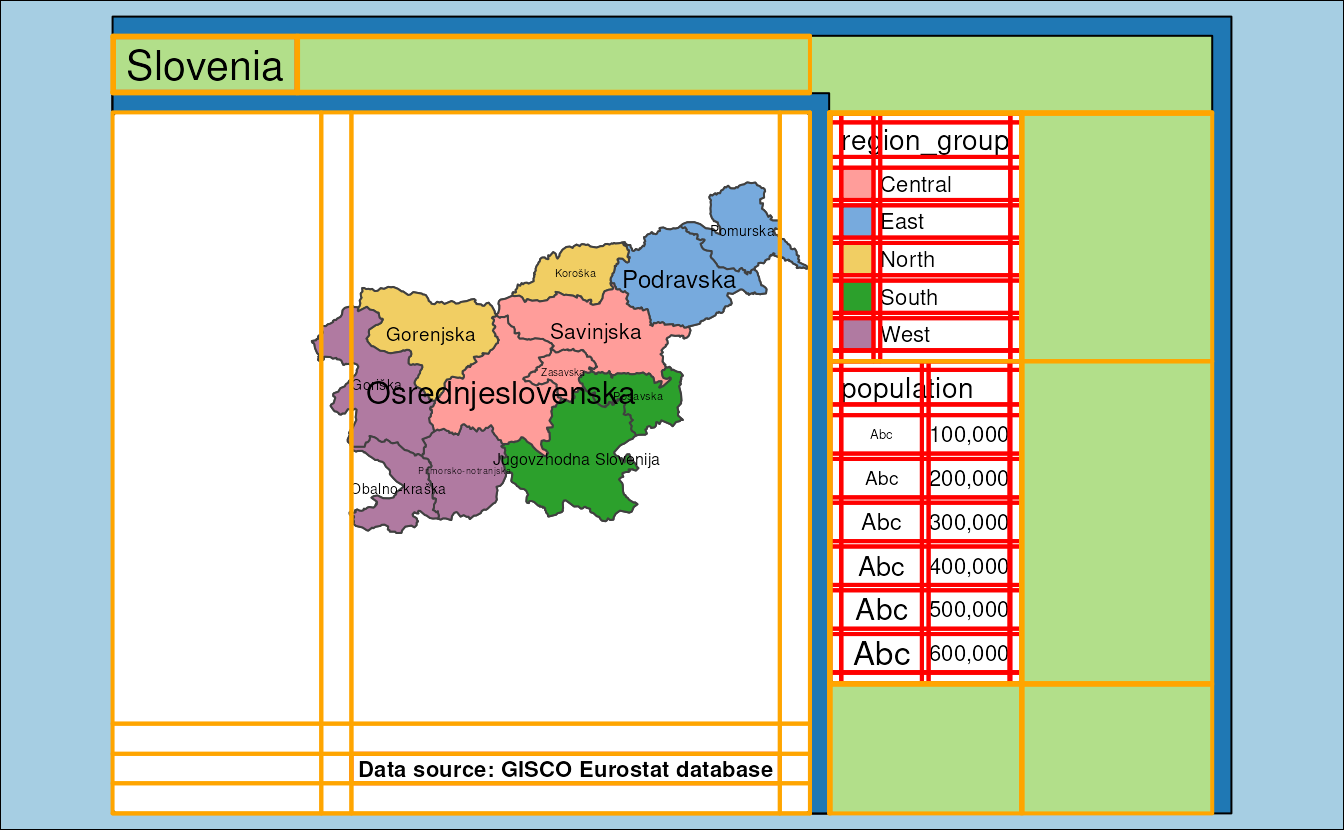 Slovenia
region_group
Central
East
North
South
West
population
Abc 100,000
Abc 200,000
Abc 300,000
Abc 400,000
Abc 500,000
Abc 600,000
Pomurska
Koroška
Podravska
Gorenjska
Savinjska
Zasavska
Goriška
Osrednjeslovenska
Posavska
Jugovzhodna Slovenija
Primorsko-notranjska
Obalno-kraška
Data source: GISCO Eurostat database